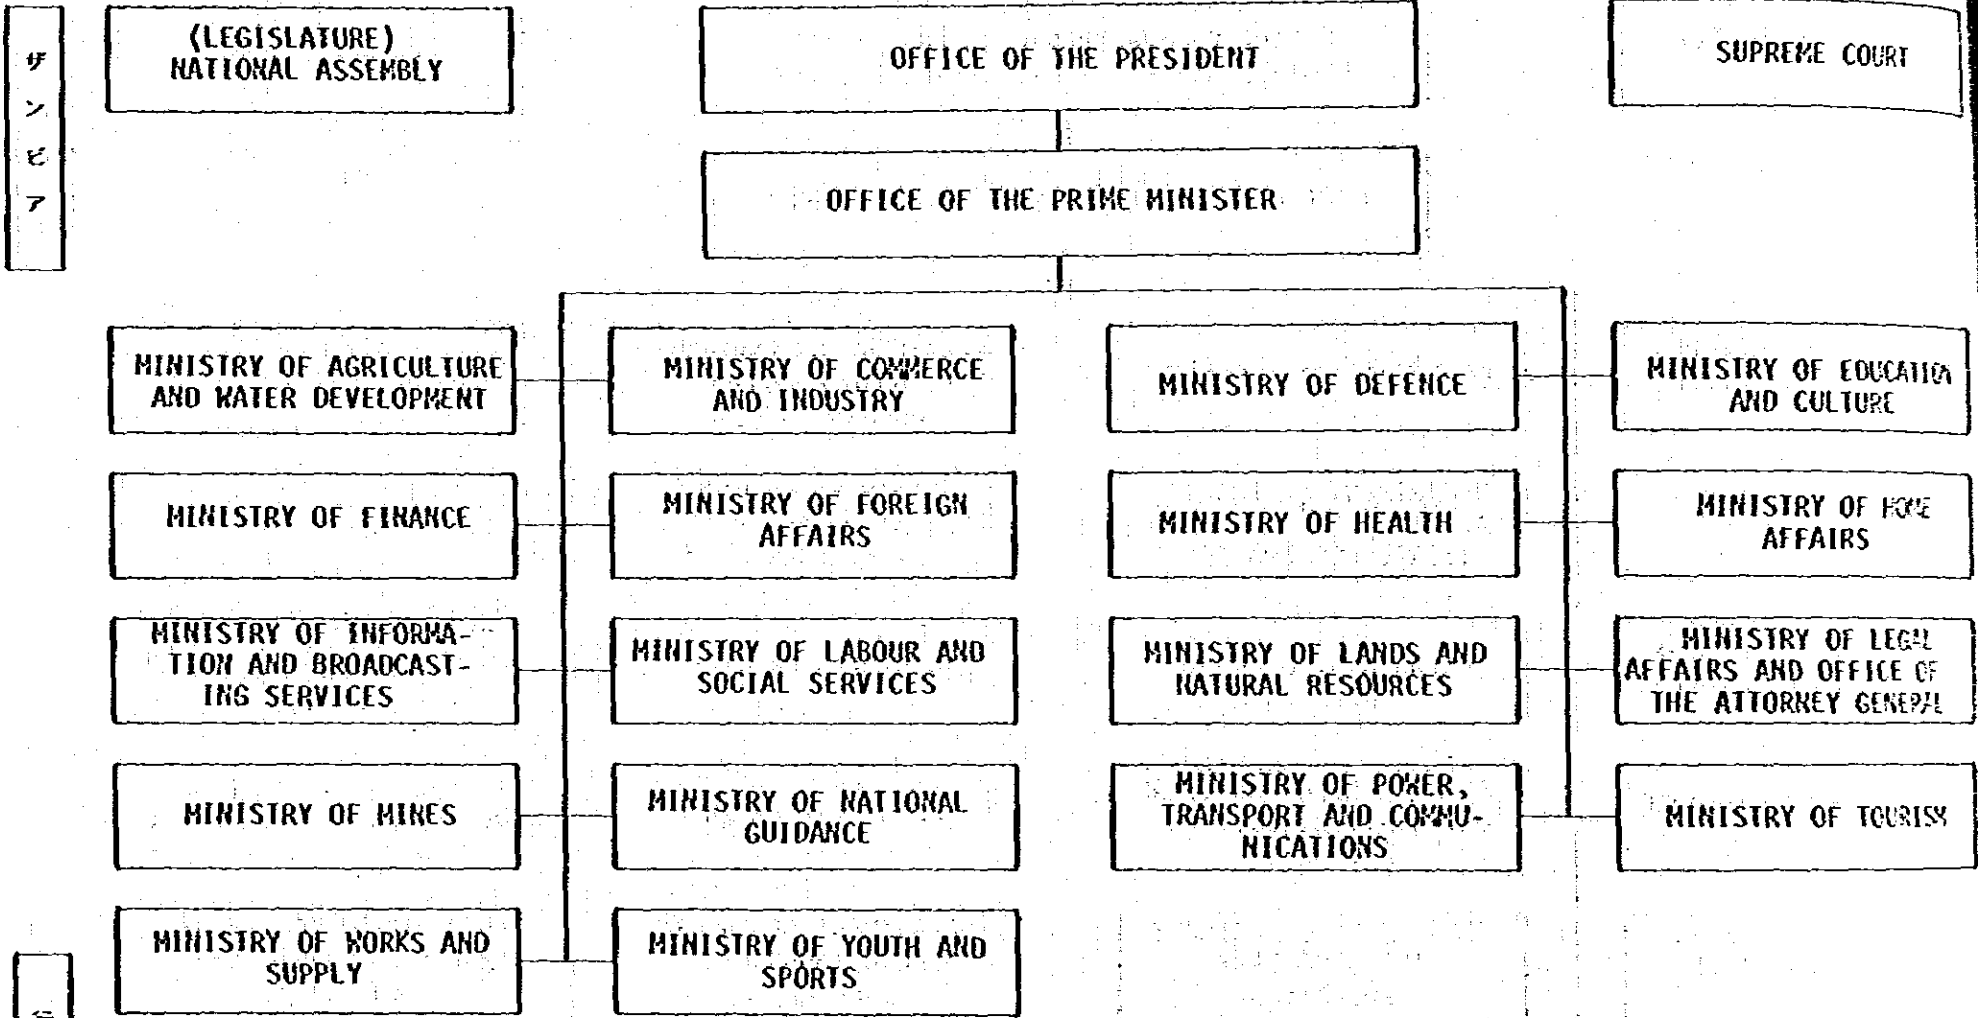 ザンビア
(LEGISLATURE)
NATIONAL ASSEMBLY
OFFICE OF THE PRESIDENT
SUPREME COURT
OFFICE OF THE PRIME MINISTER
MINISTRY OF AGRICULTURE
AND WATER DEVELOPMENT
MINISTRY OF COMMERCE
AND INDUSTRY
MINISTRY OF DEFENCE
MINISTRY OF EDUCATION
AND CULTURE
MINISTRY OF FINANCE
MINISTRY OF FOREIGN
AFFAIRS
MINISTRY OF HEALTH
MINISTRY OF HOME
AFFAIRS
MINISTRY OF INFORMA-
TION AND BROADCAST-
ING SERVICES
MINISTRY OF LABOUR AND
SOCIAL SERVICES
MINISTRY OF LANDS AND
NATURAL RESOURCES
MINISTRY OF LEGAL
AFFAIRS AND OFFICE OF
THE ATTORNEY GENERAL
MINISTRY OF MINES
MINISTRY OF NATIONAL
GUIDANCE
MINISTRY OF POWER,
TRANSPORT AND COMMU-
NICATIONS
MINISTRY OF TOURISM
MINISTRY OF WORKS AND
SUPPLY
MINISTRY OF YOUTH AND
SPORTS